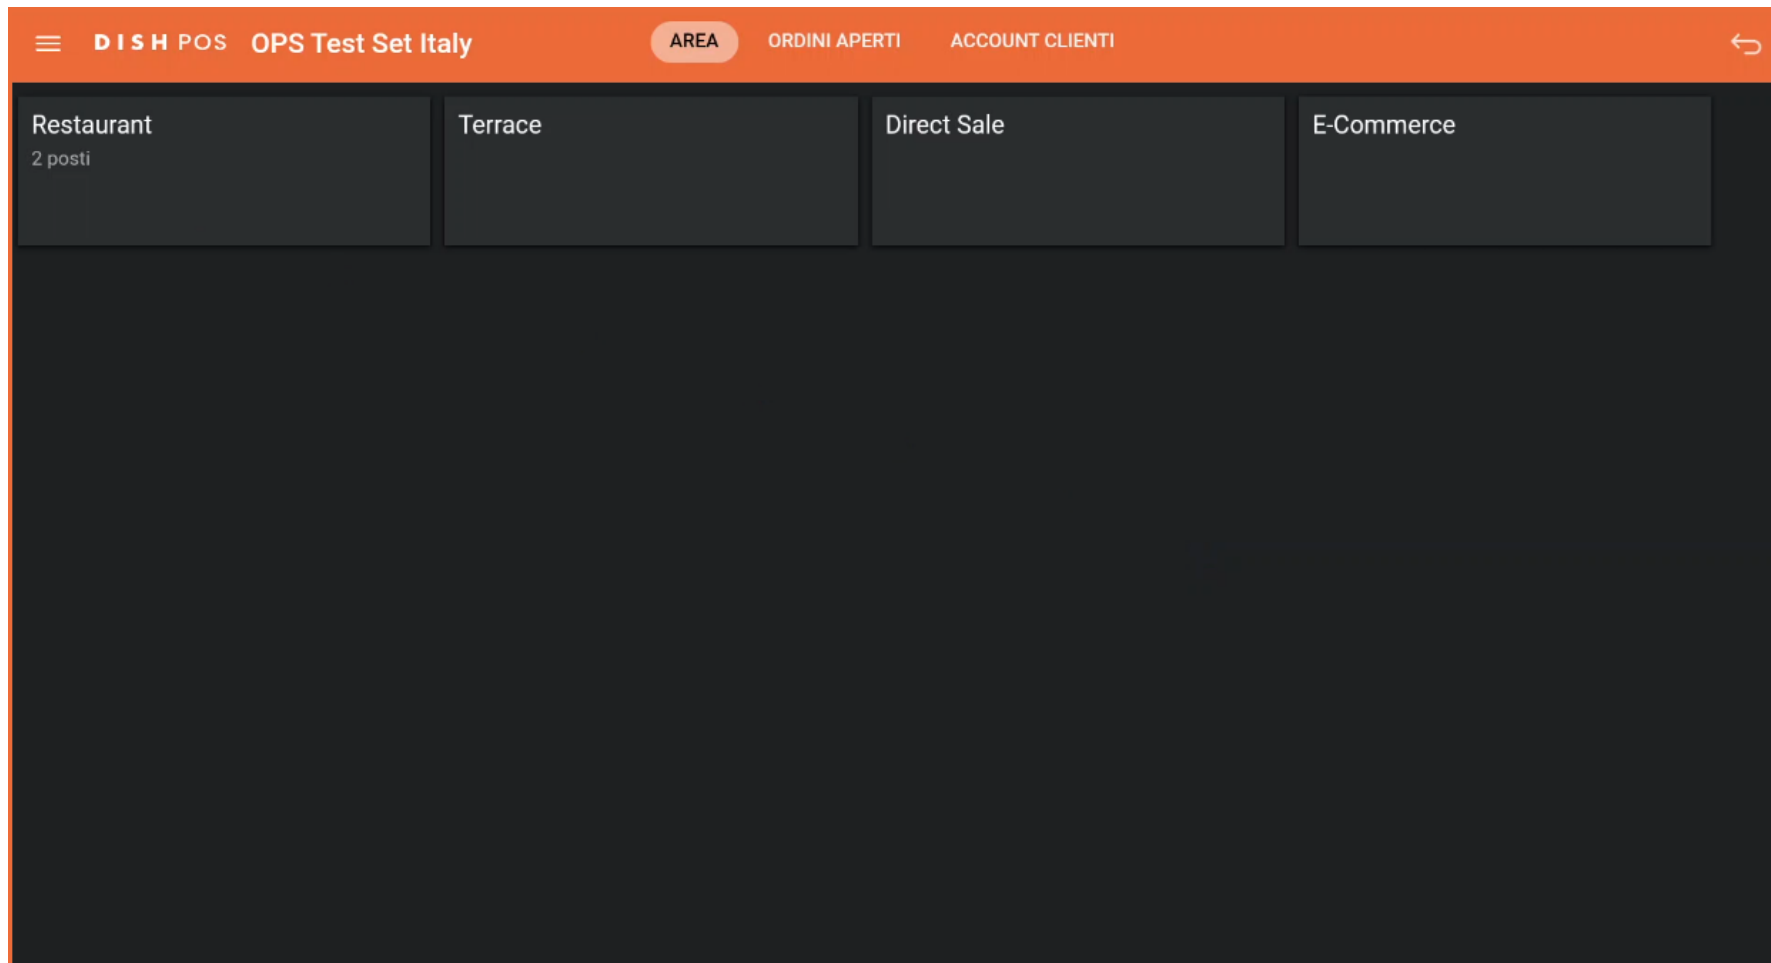 DISH POS OPS Test Set Italy AREA ORDINI APERTI ACCOUNT CLIENTI
Restaurant
2 posti
Terrace
Direct Sale
E-Commerce